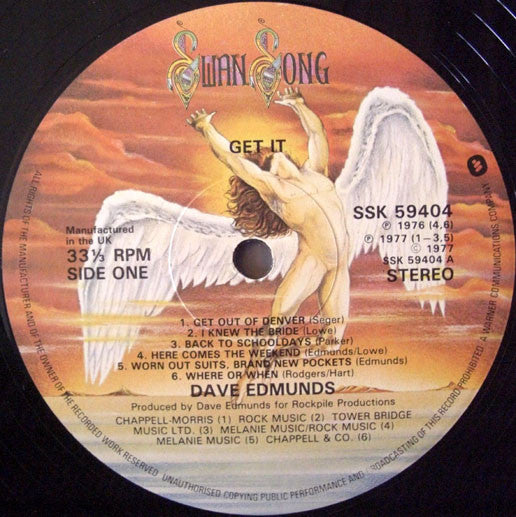 SWAN SONG
GET IT
Manufactured
in the UK
33⅓ RPM
SIDE ONE
SSK 59404
Ⓟ 1976 (4,6)
Ⓟ 1977 (1–3,5)
© 1977
SSK 59404 A
STEREO
1. GET OUT OF DENVER (Seger)
2. I KNEW THE BRIDE (Lowe)
3. BACK TO SCHOOLDAYS (Parker)
4. HERE COMES THE WEEKEND (Edmunds/Lowe)
5. WORN OUT SUITS, BRAND NEW POCKETS (Edmunds)
6. WHERE OR WHEN (Rodgers/Hart)
DAVE EDMUNDS
Produced by Dave Edmunds for Rockpile Productions
CHAPPELL-MORRIS (1) ROCK MUSIC (2) TOWER BRIDGE
MUSIC LTD. (3) MELANIE MUSIC/ROCK MUSIC (4)
MELANIE MUSIC (5) CHAPPELL & CO. (6)
ALL RIGHTS OF THE MANUFACTURER AND OF THE OWNER OF THE RECORDED WORK RESERVED. UNAUTHORISED COPYING PUBLIC PERFORMANCE AND BROADCASTING OF THIS RECORD PROHIBITED. A WARNER COMMUNICATIONS COMPANY